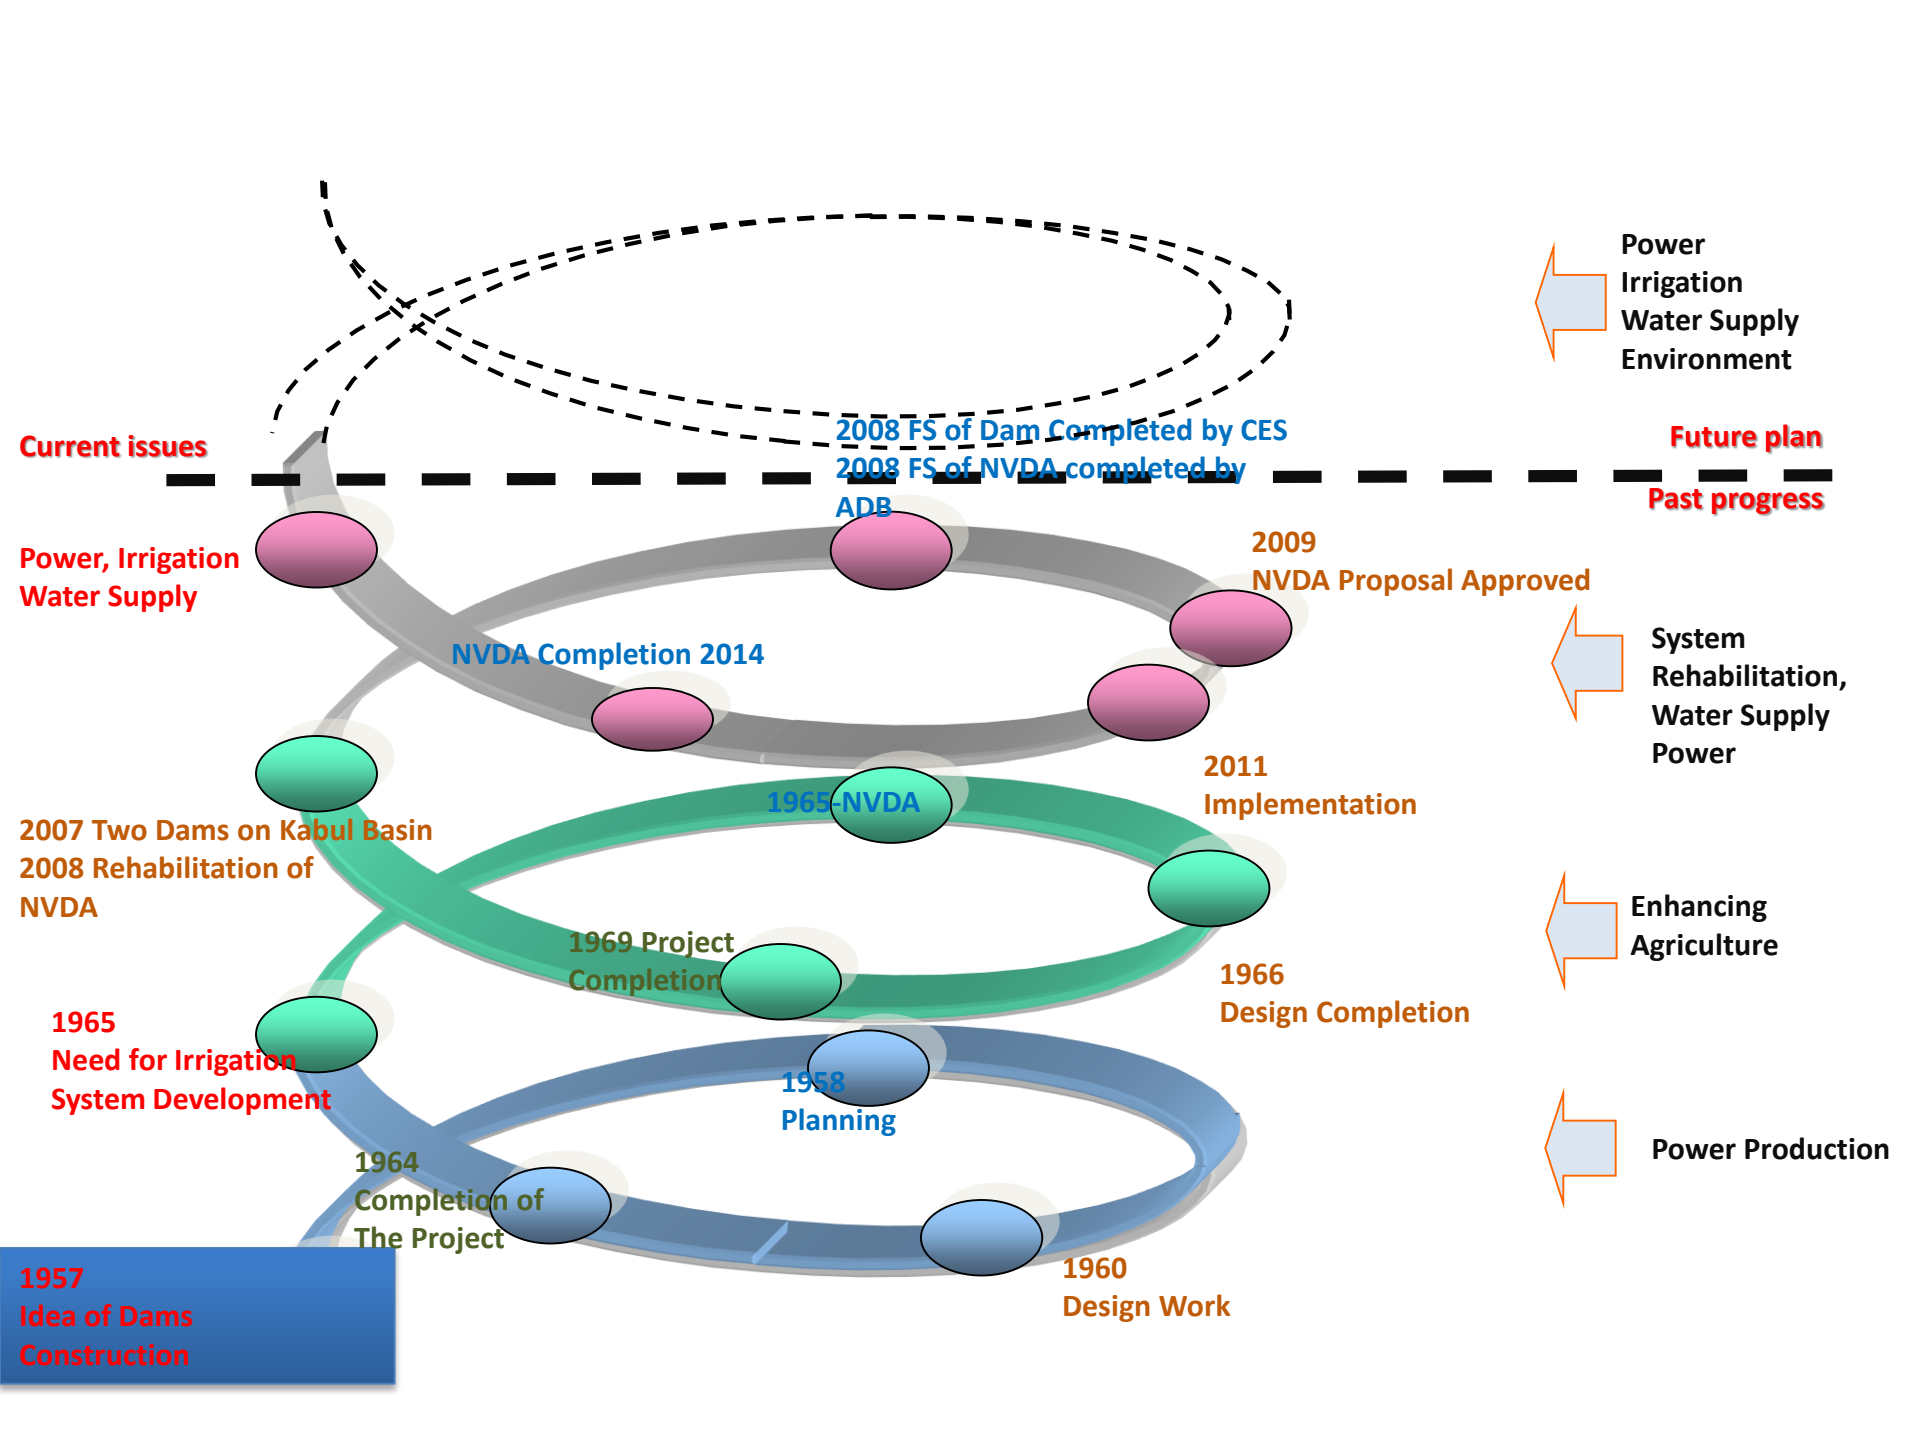 Power
Irrigation
Water Supply
Environment
Current issues
2008 FS of Dam Completed by CES
2008 FS of NVDA completed by
ADB
Future plan
Past progress
Power, Irrigation
Water Supply
2009
NVDA Proposal Approved
NVDA Completion 2014
System
Rehabilitation,
Water Supply
Power
2011
Implementation
1965-NVDA
2007 Two Dams on Kabul Basin
2008 Rehabilitation of
NVDA
Enhancing
Agriculture
1969 Project
Completion
1966
Design Completion
1965
Need for Irrigation
System Development
1958
Planning
Power Production
1964
Completion of
The Project
1960
Design Work
1957
Idea of Dams
Construction